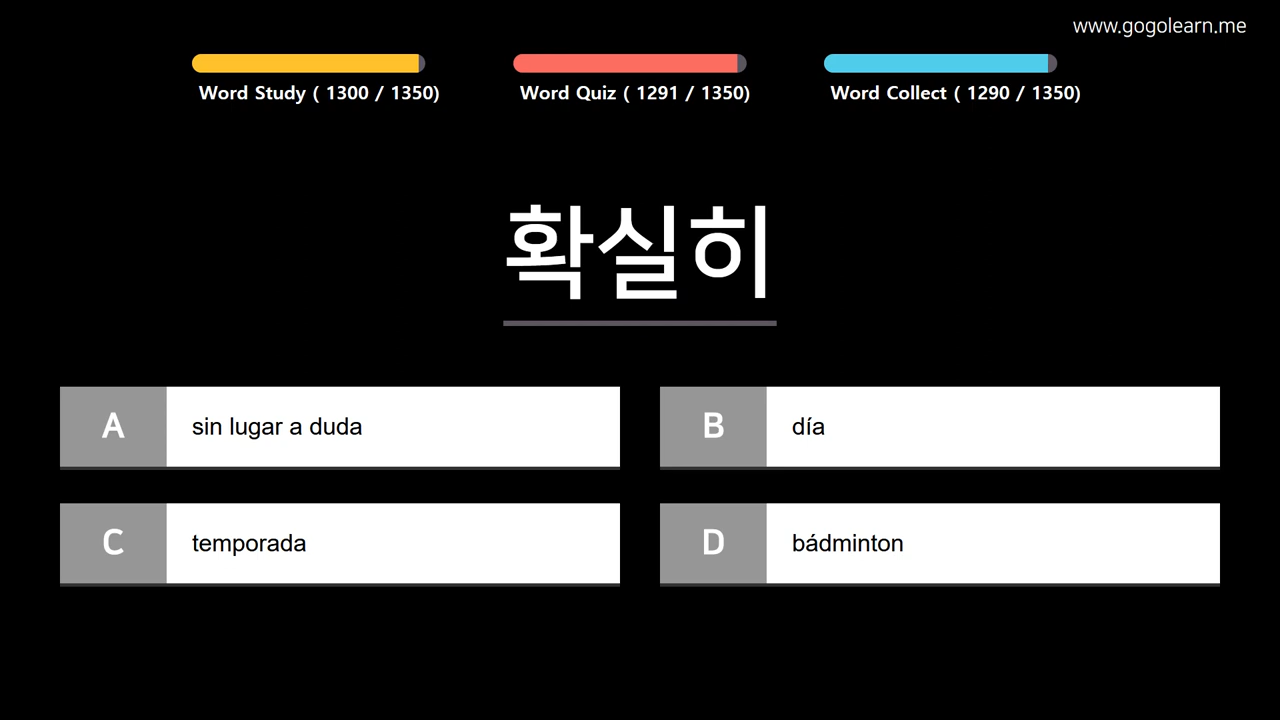 www.gogolearn.me
Word Study ( 1300 / 1350)
Word Quiz ( 1291 / 1350)
Word Collect ( 1290 / 1350)
확실히
A sin lugar a duda
B día
C temporada
D bádminton